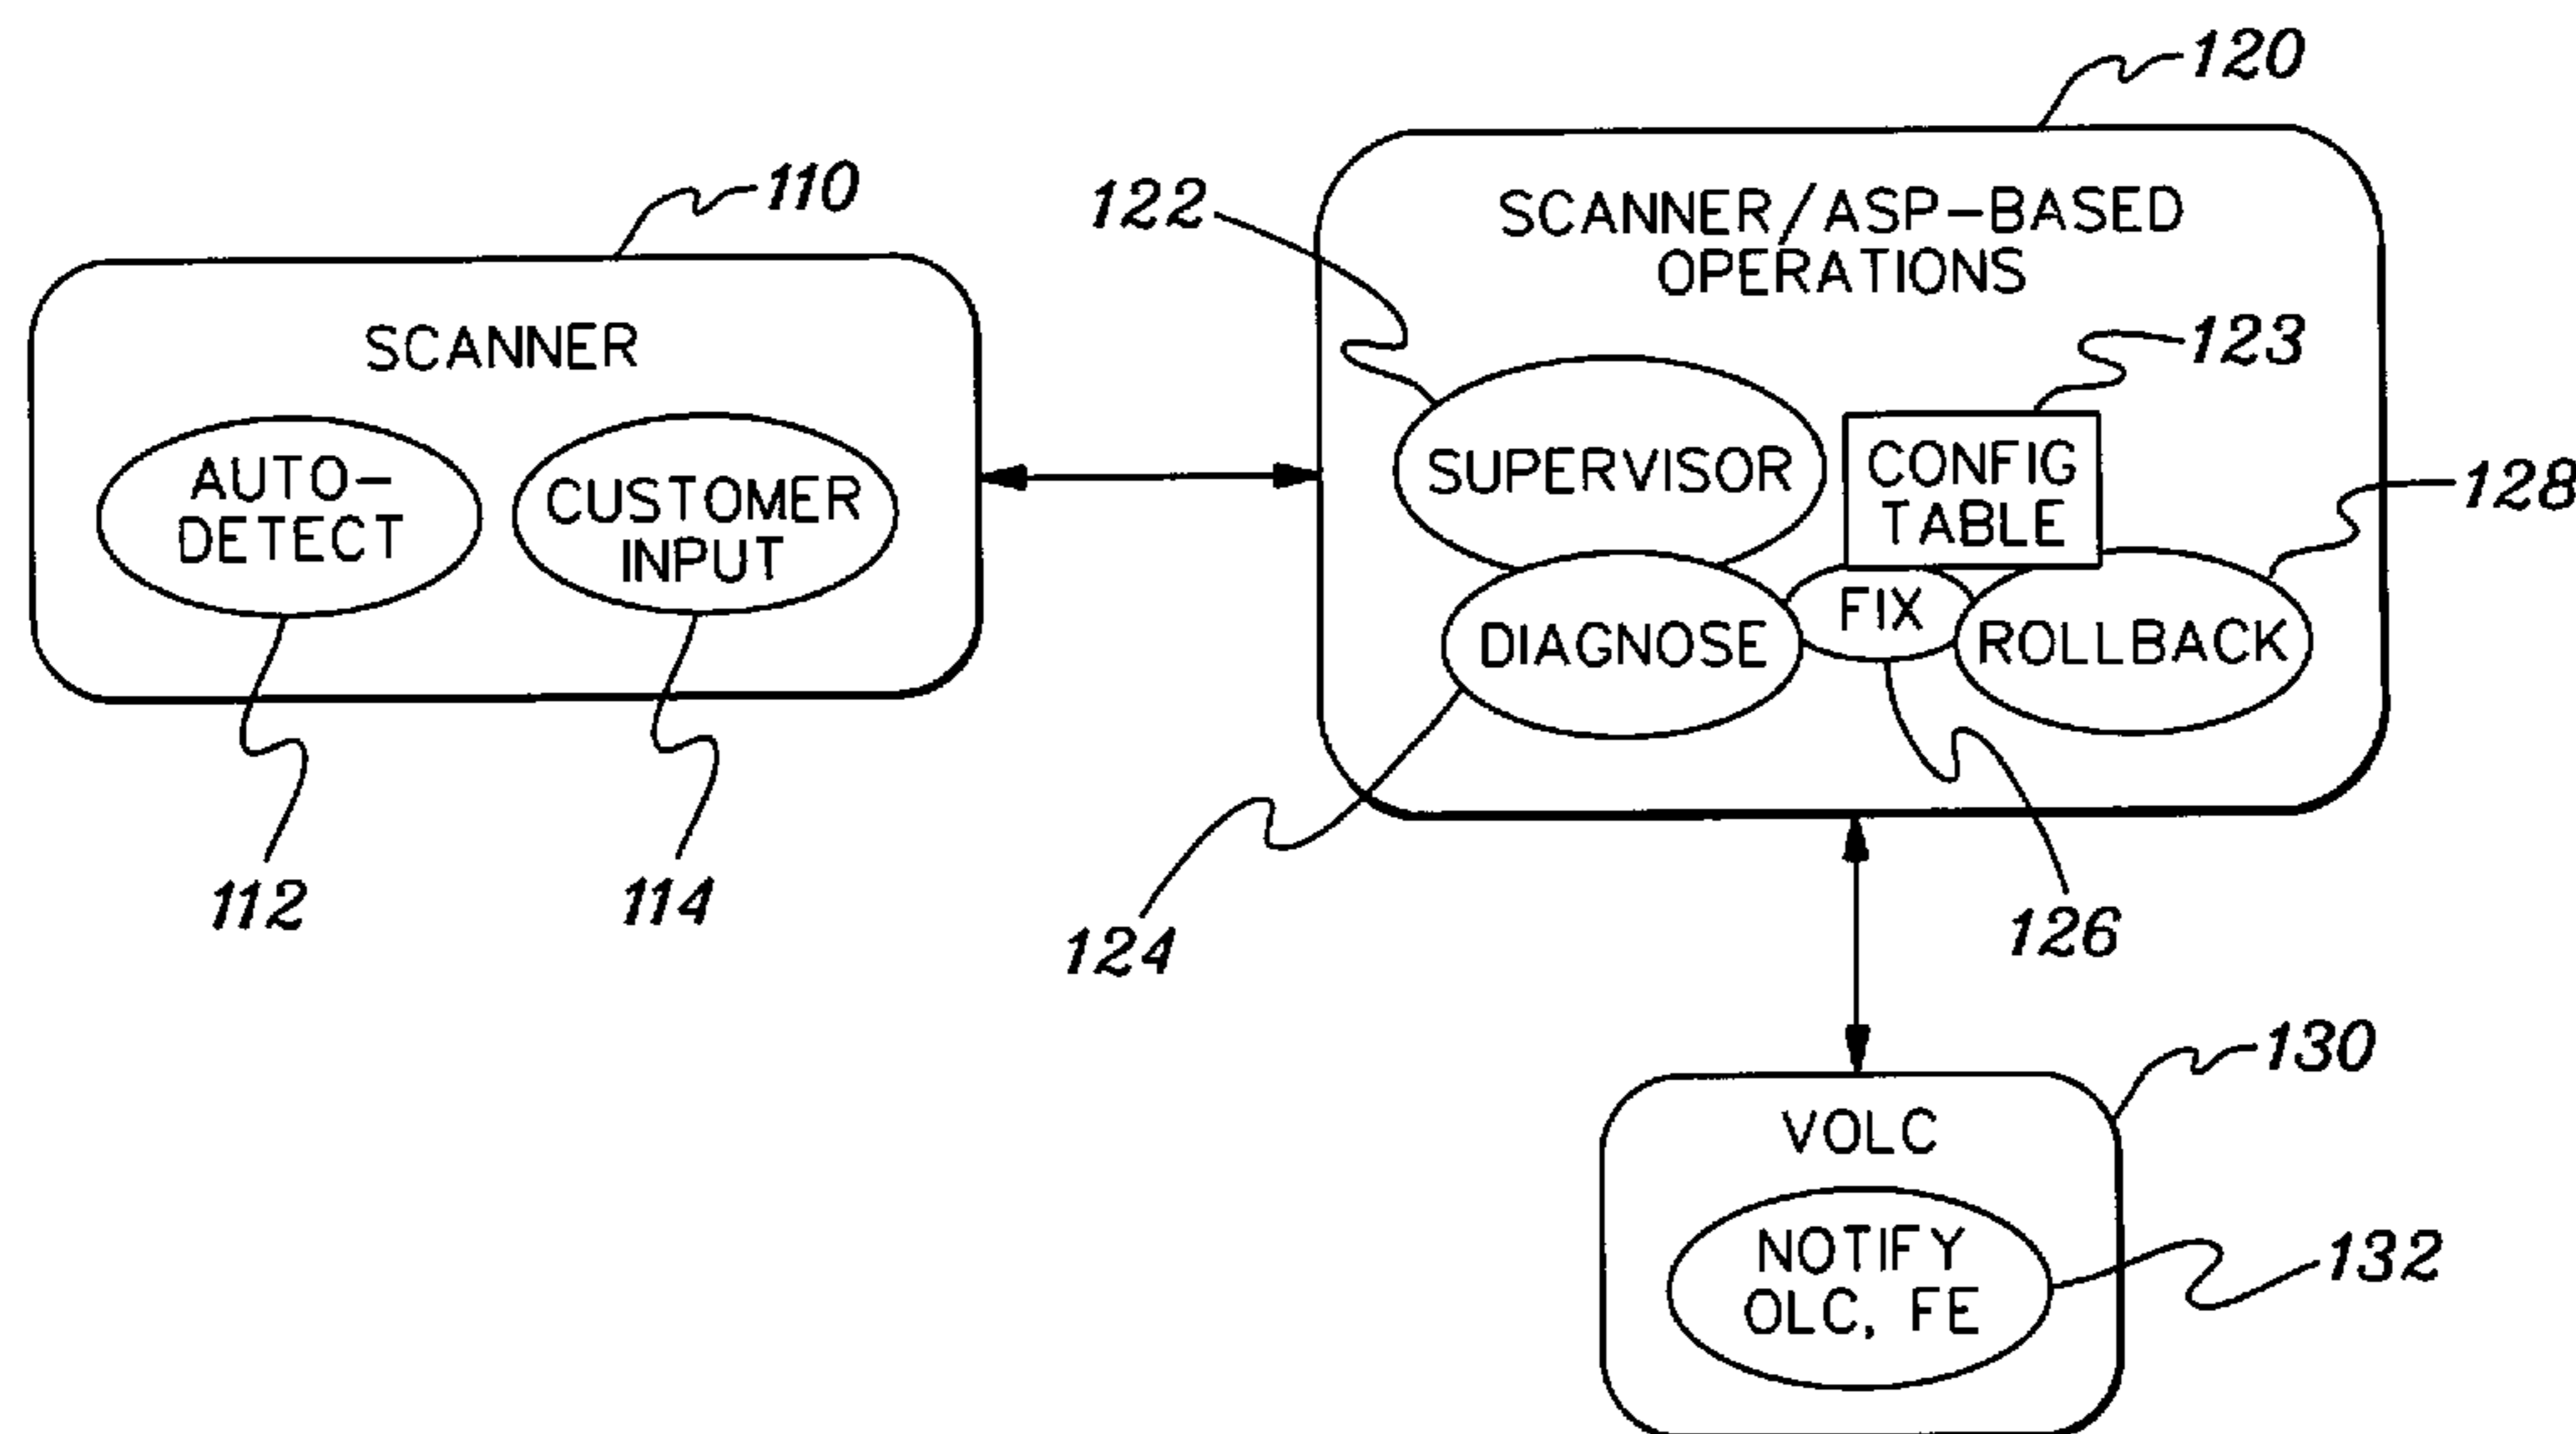 120
110
122
SCANNER/ASP-BASED
OPERATIONS
SCANNER
123
AUTO-
DETECT
CUSTOMER
INPUT
SUPERVISOR
CONFIG
TABLE
128
DIAGNOSE
FIX
ROLLBACK
112
114
124
126
130
VOLC
NOTIFY
OLC, FE
132